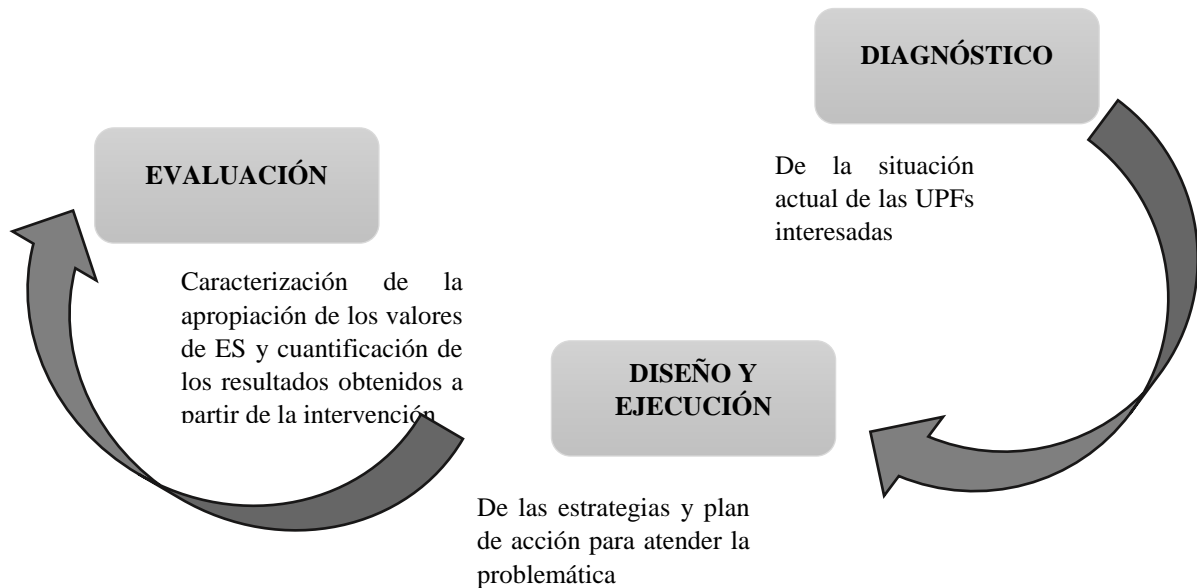 DIAGNÓSTICO
De la situación
actual de las UPFs
interesadas
EVALUACIÓN
Caracterización de la
apropiación de los valores
de ES y cuantificación de
los resultados obtenidos a
partir de la intervención
DISEÑO Y
EJECUCIÓN
De las estrategias y plan
de acción para atender la
problemática